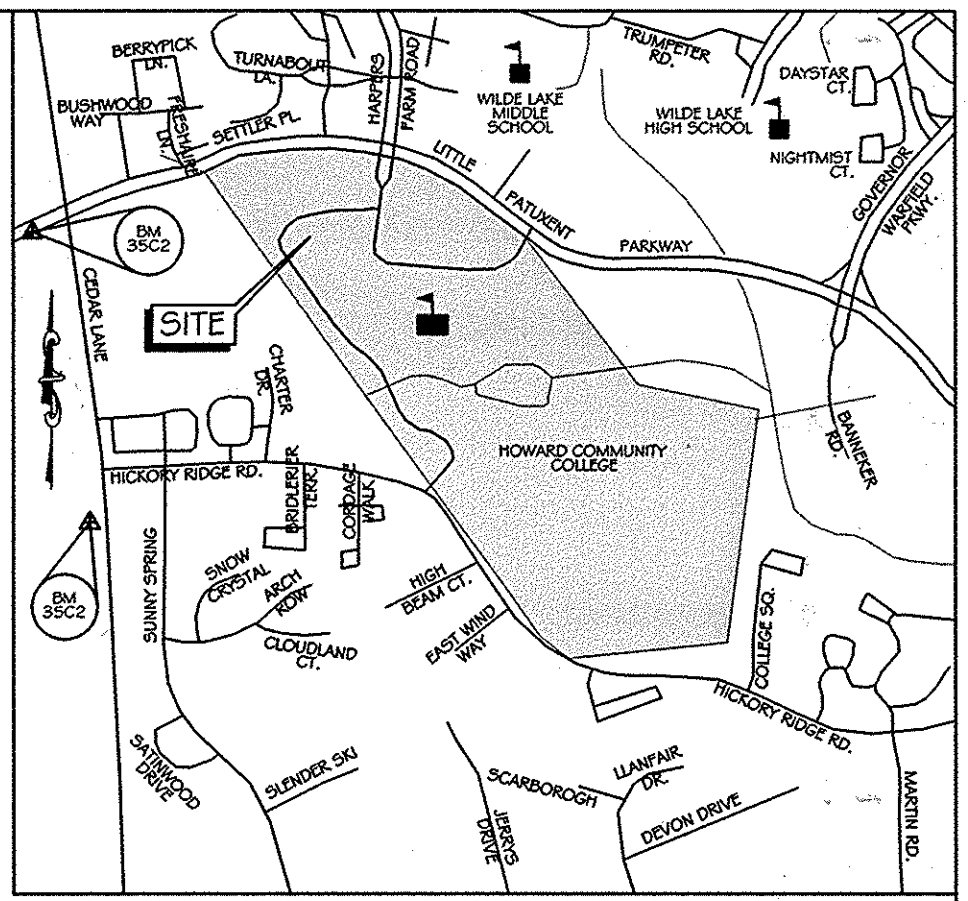 BERRYPICK
LN.
TURNABOUT
LA.
BUSHWOOD
WAY
FRESHAIRE
LN.
SETTLER PL.
HARPERS
FARM ROAD
WILDE LAKE
MIDDLE
SCHOOL
TRUMPETER
RD.
WILDE LAKE
HIGH SCHOOL
DAYSTAR
CT.
NIGHTMIST
CT.
GOVERNOR
WARFIELD
PKWY.
LITTLE
PATUXENT
PARKWAY
BM
35C2
CEDAR LANE
SITE
CHARTER
DR.
HICKORY RIDGE RD.
BRIDLERIER
TERR.
CORDAGE
WALK
HOWARD COMMUNITY
COLLEGE
BANNEKER
RD.
BM
35C2
SUNNY SPRING
SNOW
CRYSTAL
ARCH
ROW
CLOUDLAND
CT.
HIGH
BEAM CT.
EAST WIND
WAY
COLLEGE SQ.
HICKORY RIDGE RD.
SATINWOOD
DRIVE
SLENDER SKI
JERRYS
DRIVE
SCARBOROGH
LLANFAIR
DR.
DEVON DRIVE
MARTIN RD.